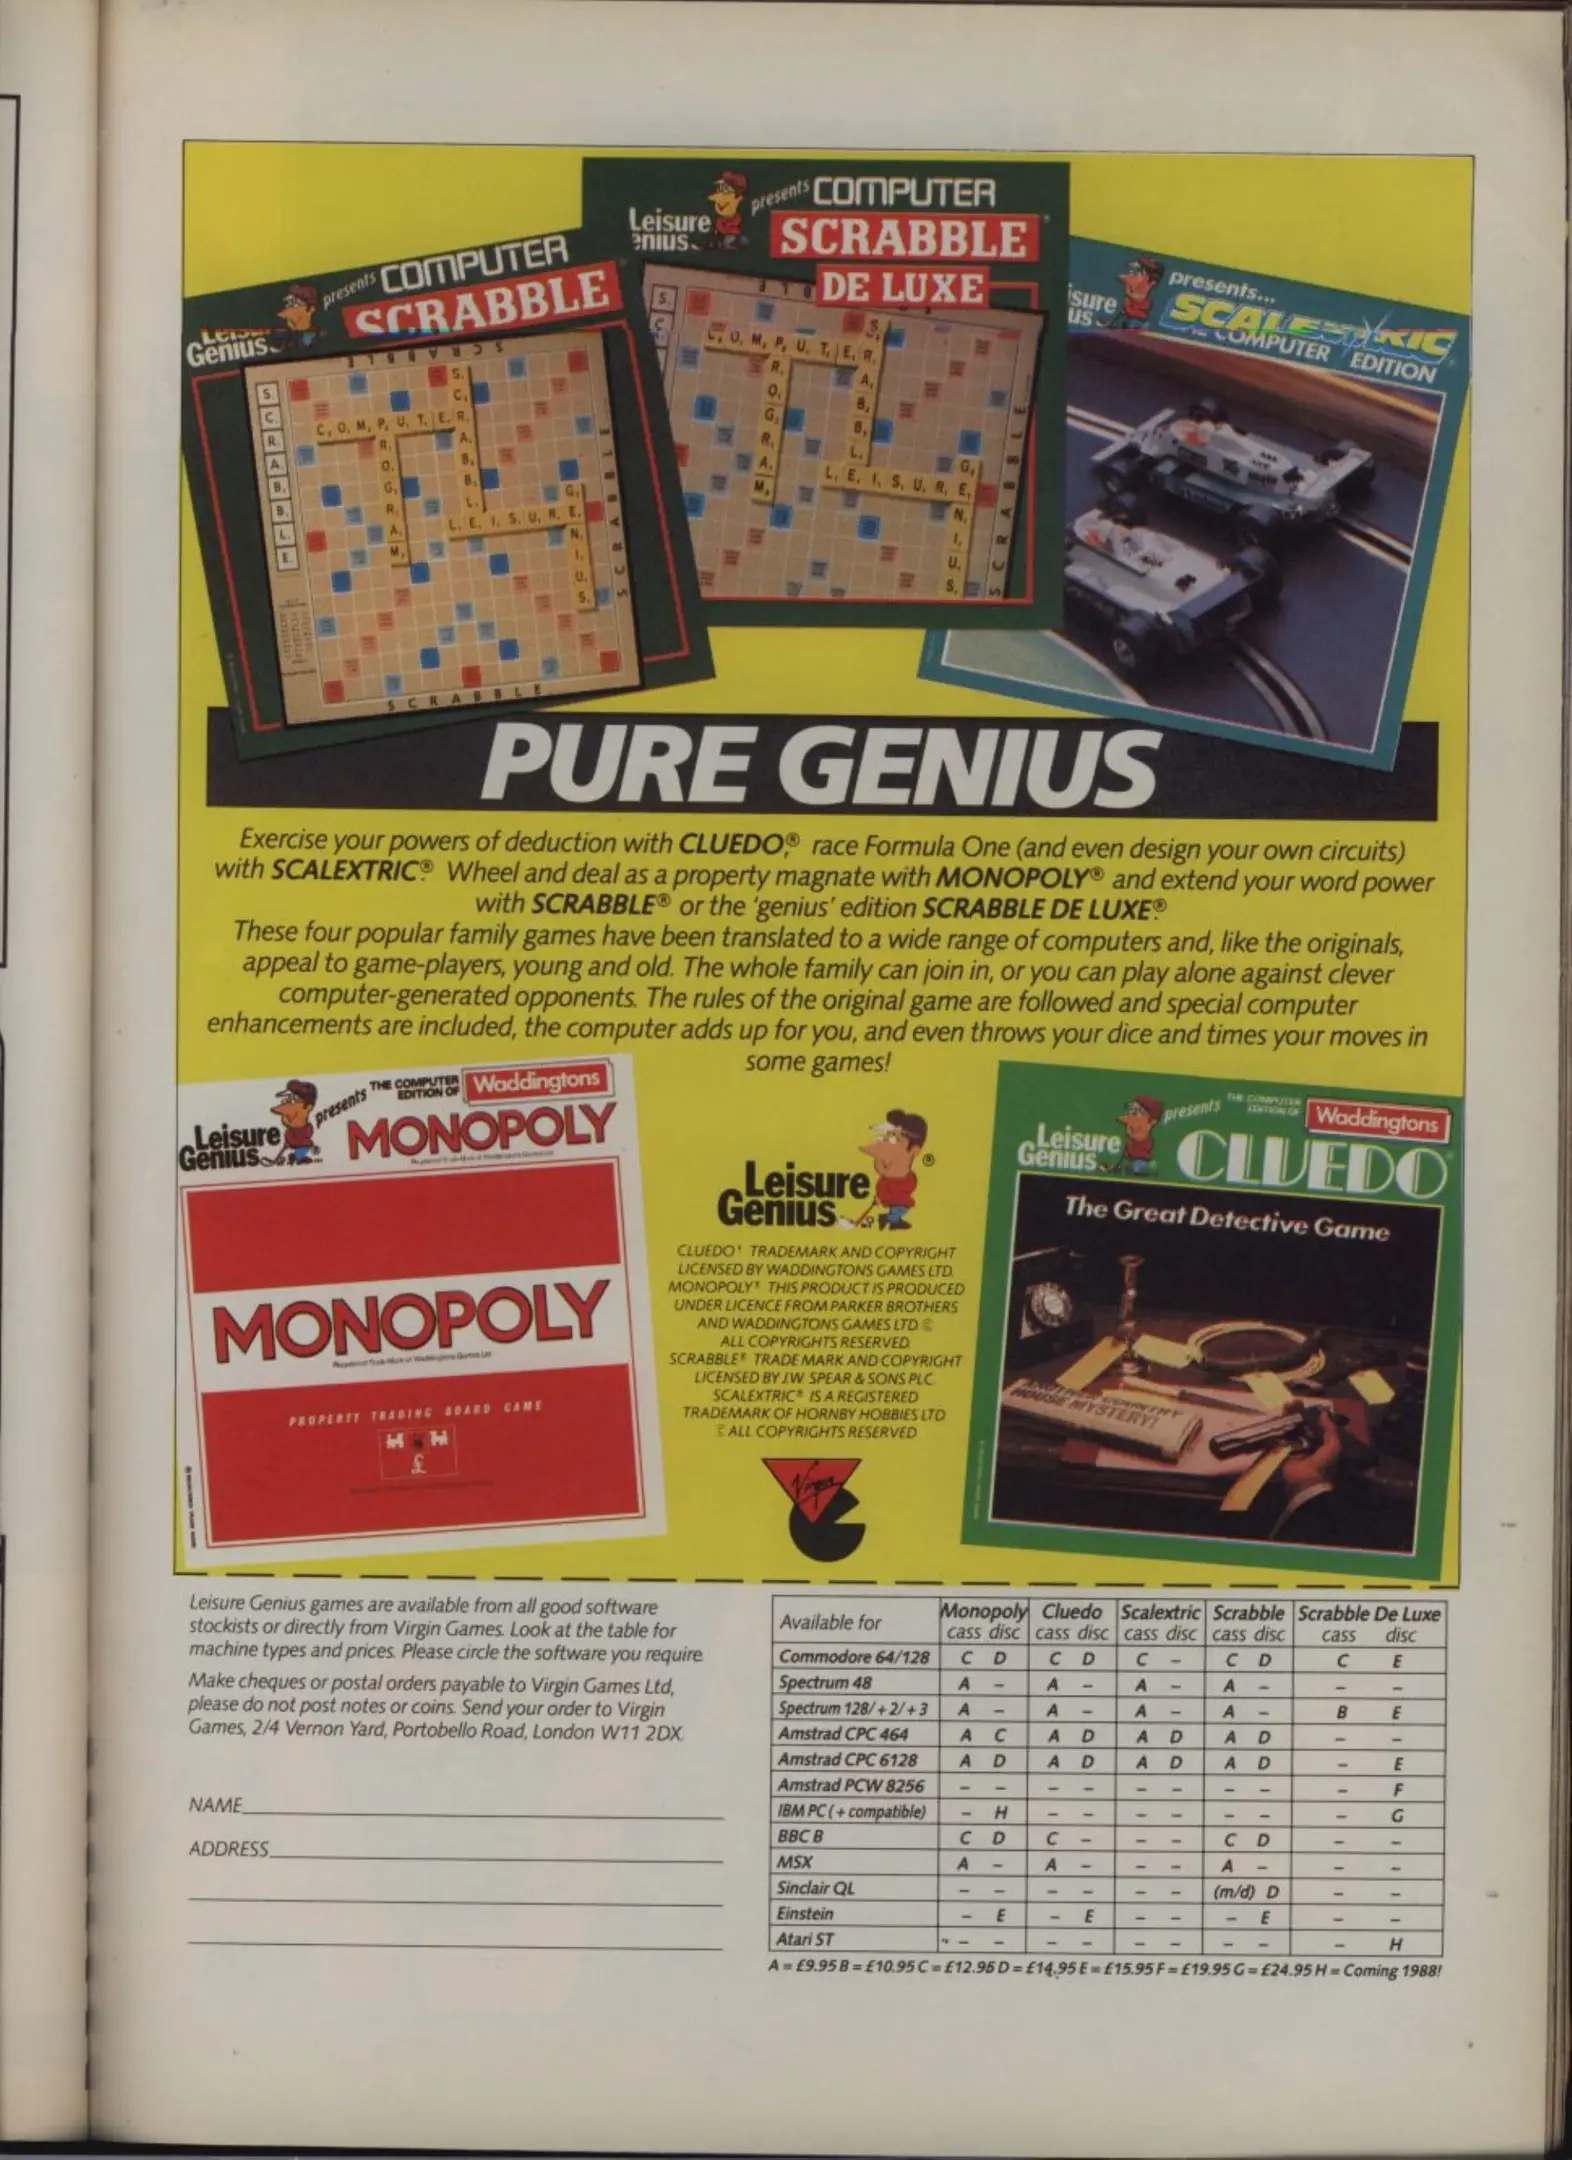 Leisure Genius presents COMPUTER
SCRABBLE
Leisure Genius presents COMPUTER
SCRABBLE
DE LUXE
presents...
SCALEXTRIC
COMPUTER EDITION
SCRABBLE
COMPUTER
PROGRAM
SCRABBLE
LEISURE
GENIUS
SCRABBLE
SCRABBLE
COMPUTER
PROGRAM
SCRABBLE
LEISURE
GENIUS
SCRABBLE
PURE GENIUS
Exercise your powers of deduction with CLUEDO,® race Formula One (and even design your own circuits)
with SCALEXTRIC.® Wheel and deal as a property magnate with MONOPOLY® and extend your word power
with SCRABBLE® or the 'genius' edition SCRABBLE DE LUXE.®
These four popular family games have been translated to a wide range of computers and, like the originals,
appeal to game-players, young and old. The whole family can join in, or you can play alone against clever
computer-generated opponents. The rules of the original game are followed and special computer
enhancements are included, the computer adds up for you, and even throws your dice and times your moves in
some games!
Leisure Genius presents THE COMPUTER EDITION OF Waddingtons
MONOPOLY
MONOPOLY
PROPERTY TRADING BOARD GAME
£
Leisure
Genius ®
CLUEDO® TRADEMARK AND COPYRIGHT
LICENSED BY WADDINGTONS GAMES LTD.
MONOPOLY® THIS PRODUCT IS PRODUCED
UNDER LICENCE FROM PARKER BROTHERS
AND WADDINGTONS GAMES LTD ©
ALL COPYRIGHTS RESERVED.
SCRABBLE® TRADE MARK AND COPYRIGHT
LICENSED BY J.W. SPEAR & SONS PLC
SCALEXTRIC® IS A REGISTERED
TRADEMARK OF HORNBY HOBBIES LTD
© ALL COPYRIGHTS RESERVED
Virgin
Leisure Genius presents THE COMPUTER EDITION OF Waddingtons
CLUEDO
The Great Detective Game
HOUSE MYSTERY!
Leisure Genius games are available from all good software
stockists or directly from Virgin Games. Look at the table for
machine types and prices. Please circle the software you require.
Make cheques or postal orders payable to Virgin Games Ltd,
please do not post notes or coins. Send your order to Virgin
Games, 2/4 Vernon Yard, Portobello Road, London W11 2DX.
NAME
ADDRESS
Available for Monopoly Cluedo Scalextric Scrabble Scrabble De Luxe
cass disc cass disc cass disc cass disc cass disc
Commodore 64/128 C D C D C – C D C E
Spectrum 48 A – A – A – A – – –
Spectrum 128/+2/+3 A – A – A – A – B E
Amstrad CPC 464 A C A D A D A D – –
Amstrad CPC 6128 A D A D A D A D – E
Amstrad PCW 8256 – – – – – – – – – F
IBM PC (+ compatible) – H – – – – – – – G
BBC B C D C – – – C D – –
MSX A – A – – – A – – –
Sinclair QL – – – – – – (m/d) D – –
Einstein – E – E – – – E – –
Atari ST – – – – – – – – – H
A = £9.95 B = £10.95 C = £12.95 D = £14.95 E = £15.95 F = £19.95 G = £24.95 H = Coming 1988!